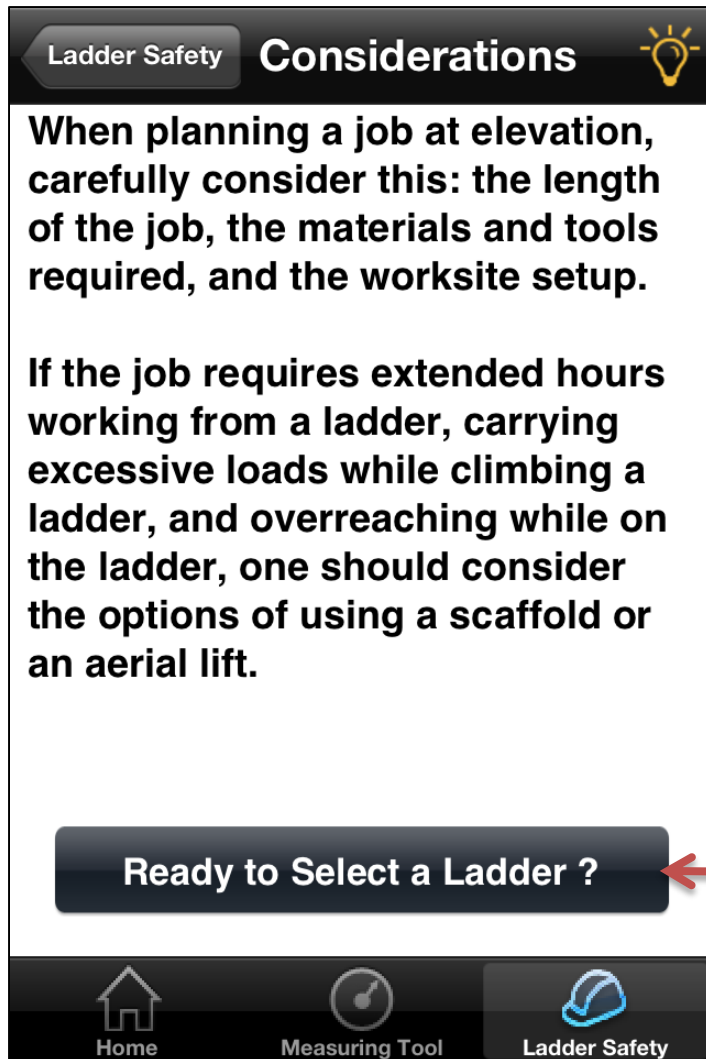 Ladder Safety
Considerations
When planning a job at elevation,
carefully consider this: the length
of the job, the materials and tools
required, and the worksite setup.
If the job requires extended hours
working from a ladder, carrying
excessive loads while climbing a
ladder, and overreaching while on
the ladder, one should consider
the options of using a scaffold or
an aerial lift.
Ready to Select a Ladder ?
Home
Measuring Tool
Ladder Safety